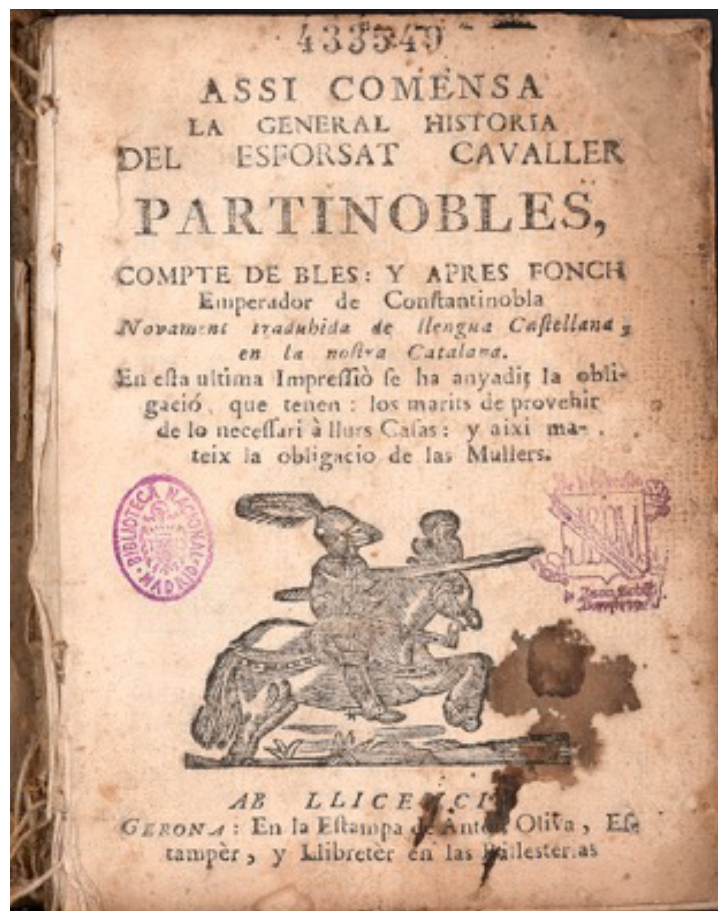 433549
ASSI COMENSA
LA GENERAL HISTORIA
DEL ESFORSAT CAVALLER
PARTINOBLES,
COMPTE DE BLES: Y APRES FONCH
Emperador de Conſtantinobla
Novament traduhida de llengua Caſtellana,
en la noſtra Catalana.
En eſta ultima Impreſſiò ſe ha anyadit la obli-
gació, que tenen: los marits de provehir
de lo neceſſari à llurs Caſas: y aixi ma-
teix la obligacio de las Mullers.
BIBLIOTECA NACIONAL
MADRID
AB LLICENCI
GERONA: En la Eſtampa de Anton Oliva, Eſ-
tampèr, y Llibretèr en las Balleſterias